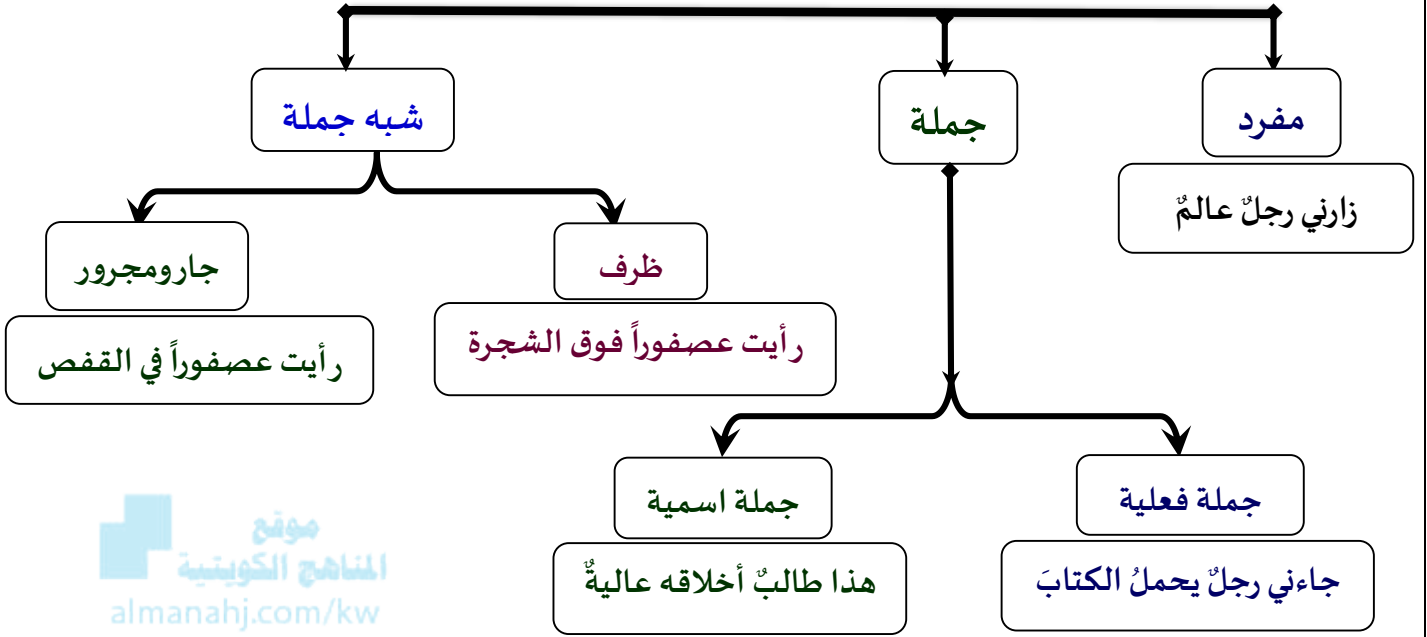 مفرد
جملة
شبه جملة
زارني رجلٌ عالمٌ
ظرف
جارومجرور
رأيت عصفوراً فوق الشجرة
رأيت عصفوراً في القفص
جملة فعلية
جملة اسمية
جاءني رجلٌ يحملُ الكتابَ
هذا طالبٌ أخلاقه عاليةٌ
موقع
المناهج الكويتية
almanahj.com/kw